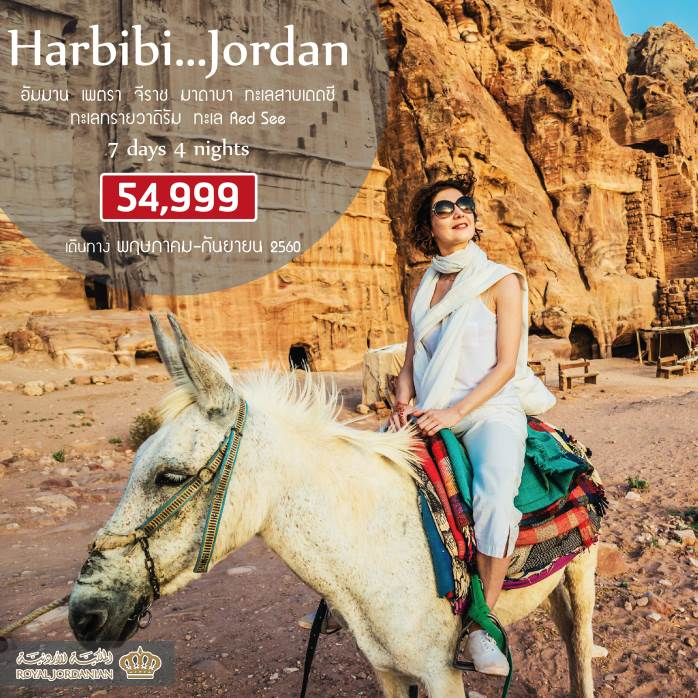 Harbibi...Jordan
อัมมาน เพตรา จีราช มาดาบา ทะเลสาบเดดซี
ทะเลทรายวาดิรัม ทะเล Red See
7 days 4 nights
54,999
เดินทาง พฤษภาคม-กันยายน 2560
الملكية الأردنية
ROYAL JORDANIAN